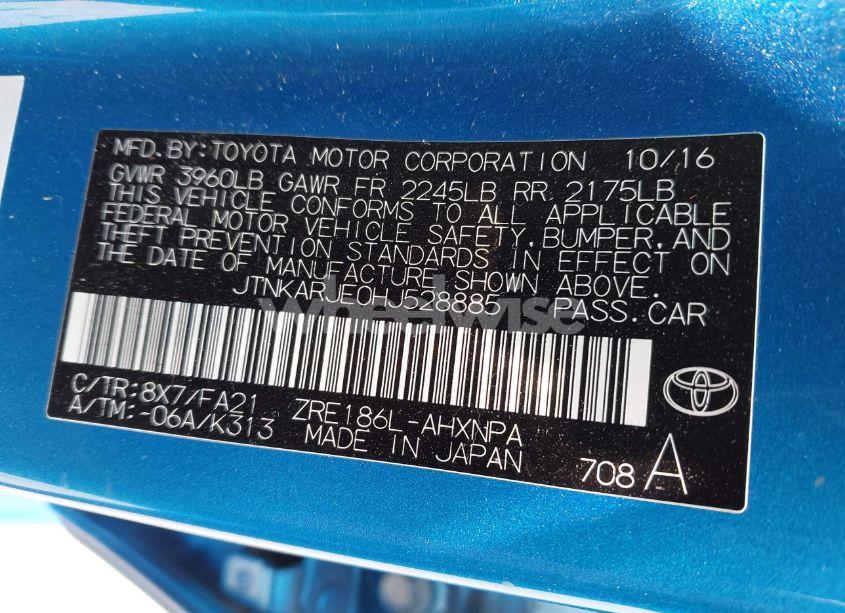 MFD.BY:TOYOTA MOTOR CORPORATION 10/16
GVWR 3960LB GAWR FR 2245LB RR 2175LB
THIS VEHICLE CONFORMS TO ALL APPLICABLE
FEDERAL MOTOR VEHICLE SAFETY,BUMPER,AND
THEFT PREVENTION STANDARDS IN EFFECT ON
THE DATE OF MANUFACTURE SHOWN ABOVE.
JTNKARJE0HJ528885 PASS.CAR
wheelwise
C/TR:8X7/FA21 ZRE186L-AHXNPA
A/TM:-06A/K313 MADE IN JAPAN
708 A